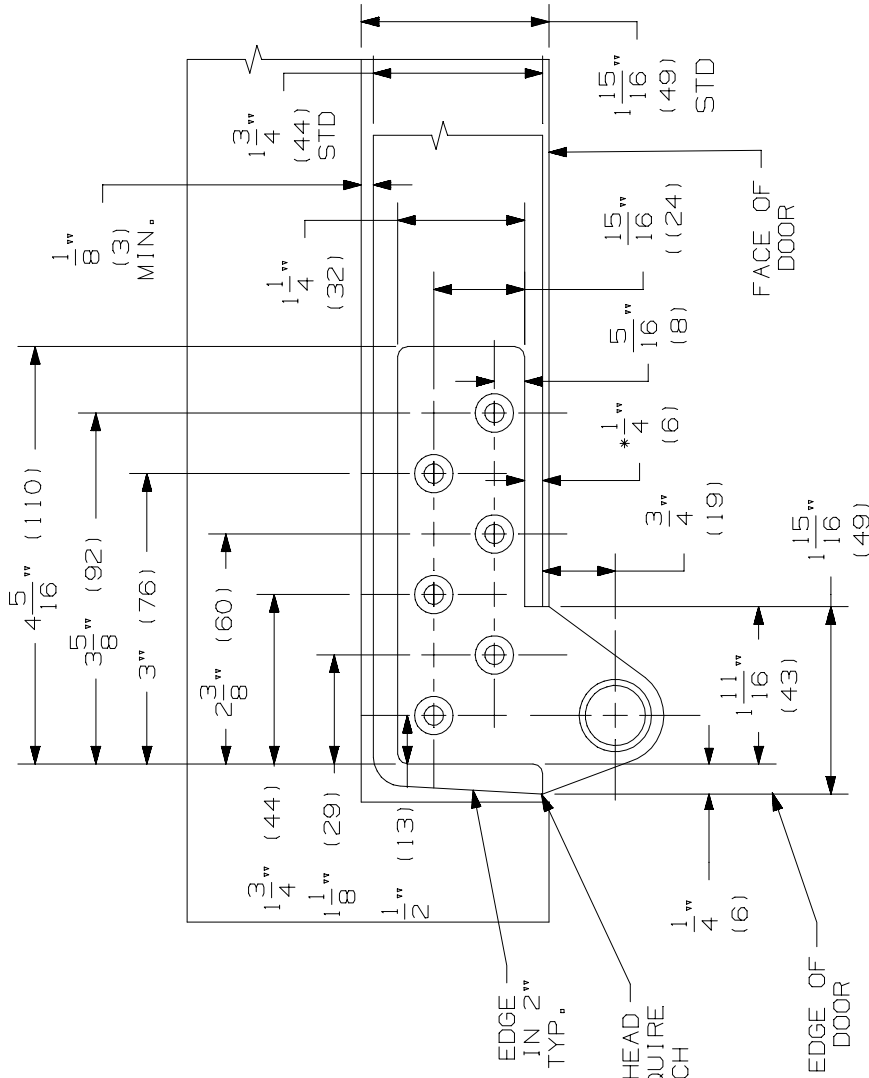 4 5/16" (110)
3 5/8" (92)
3" (76)
2 3/8" (60)
1 3/4" (44)
1 1/8" (29)
1/2" (13)
1/8"
(3)
MIN.
1 3/4"
(44)
STD
1 1/4"
(32)
1 15/16"
(49)
STD
15/16"
((24)
5/16"
(8)
*1/4"
(6)
3/4"
(19)
FACE OF
DOOR
1 15/16"
(49)
1 11/16"
(43)
1/4"
(6)
EDGE
IN 2"
TYP.
HEAD
QUIRE
CH
EDGE OF
DOOR